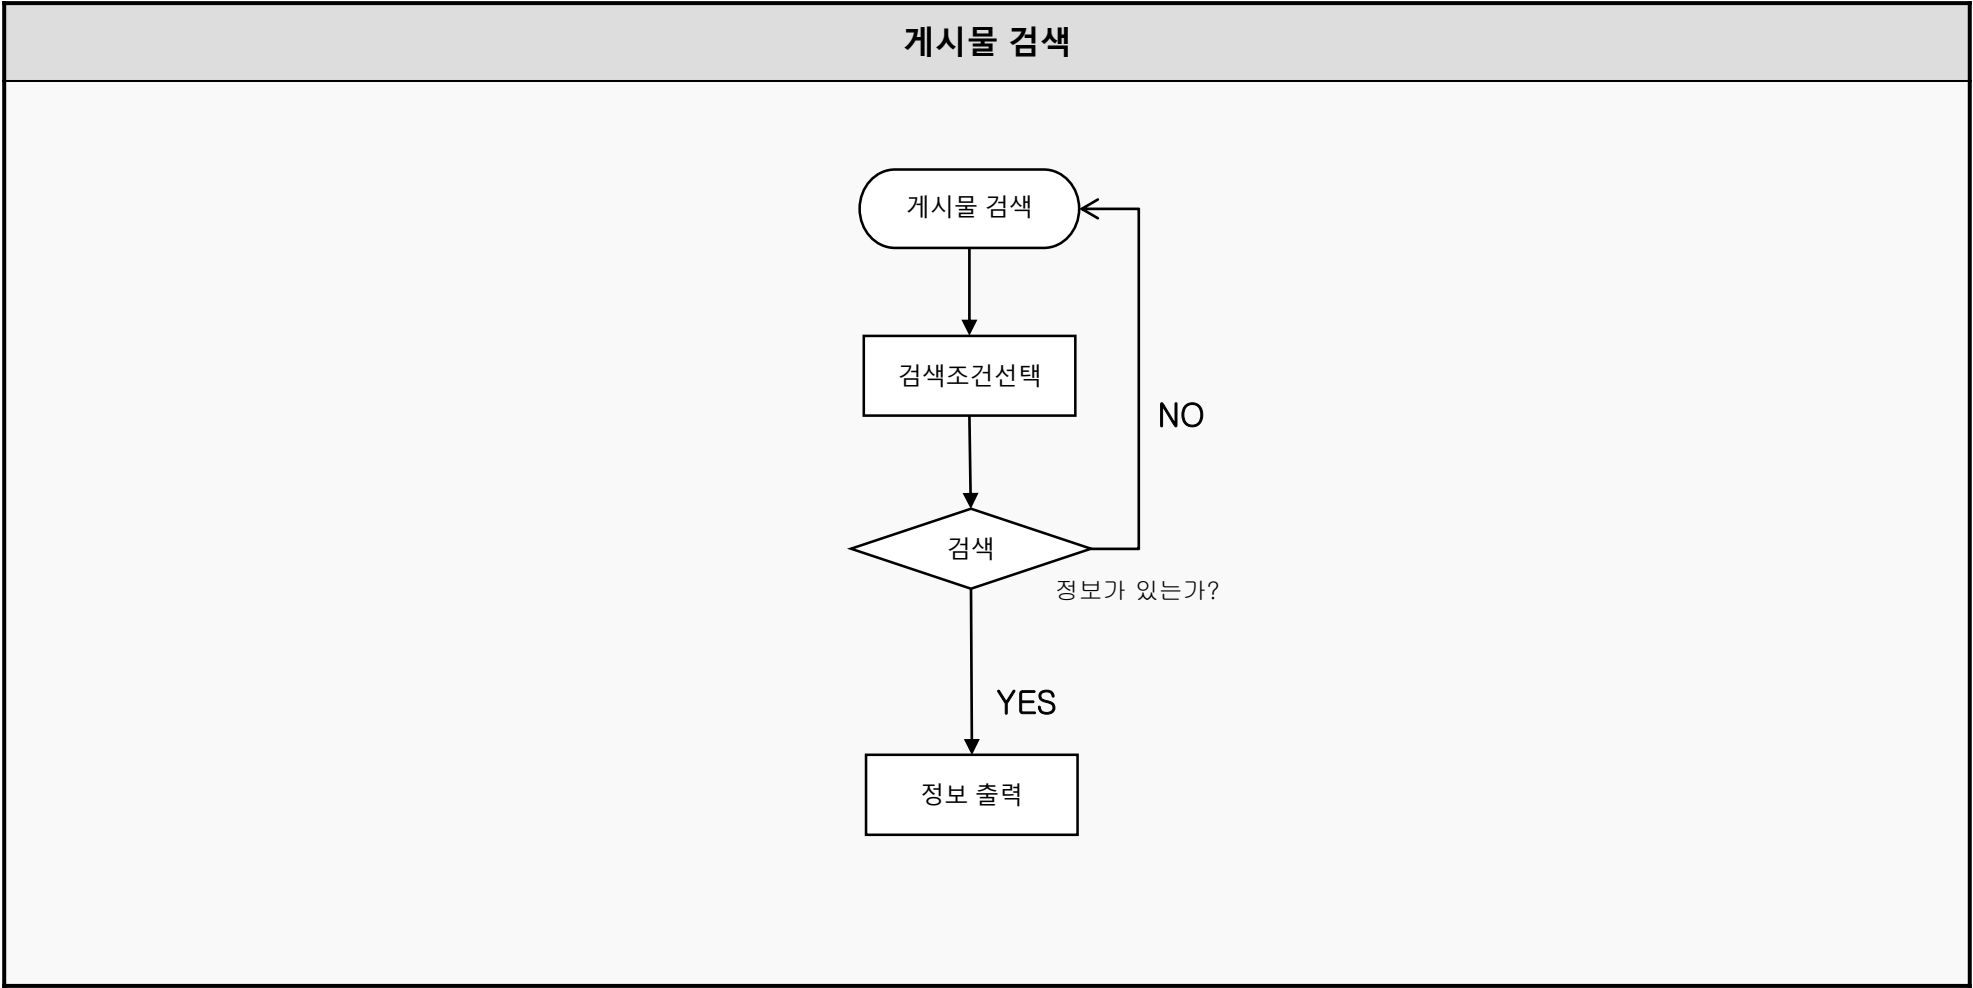 게시물 검색
게시물 검색
검색조건선택
NO
검색
정보가 있는가?
YES
정보 출력